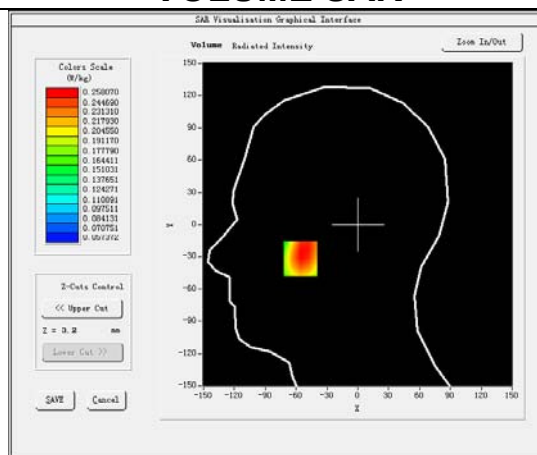 VOLUME SAR
SAR Visualisation Graphical Interface
Volume Radiated Intensity
Zoom In/Out
Colors Scale
(W/kg)
0.258070
0.244690
0.231310
0.217930
0.204550
0.191170
0.177790
0.164411
0.151031
0.137651
0.124271
0.110891
0.097511
0.084131
0.070751
0.057372
Z-Cuts Control
<< Upper Cut
Z = 3.2 mm
Lower Cut >>
SAVE
Cancel
150
120
90
60
30
0
-30
-60
-90
-120
-150
Y
-150 -120 -90 -60 -30 0 30 60 90 120 150
X